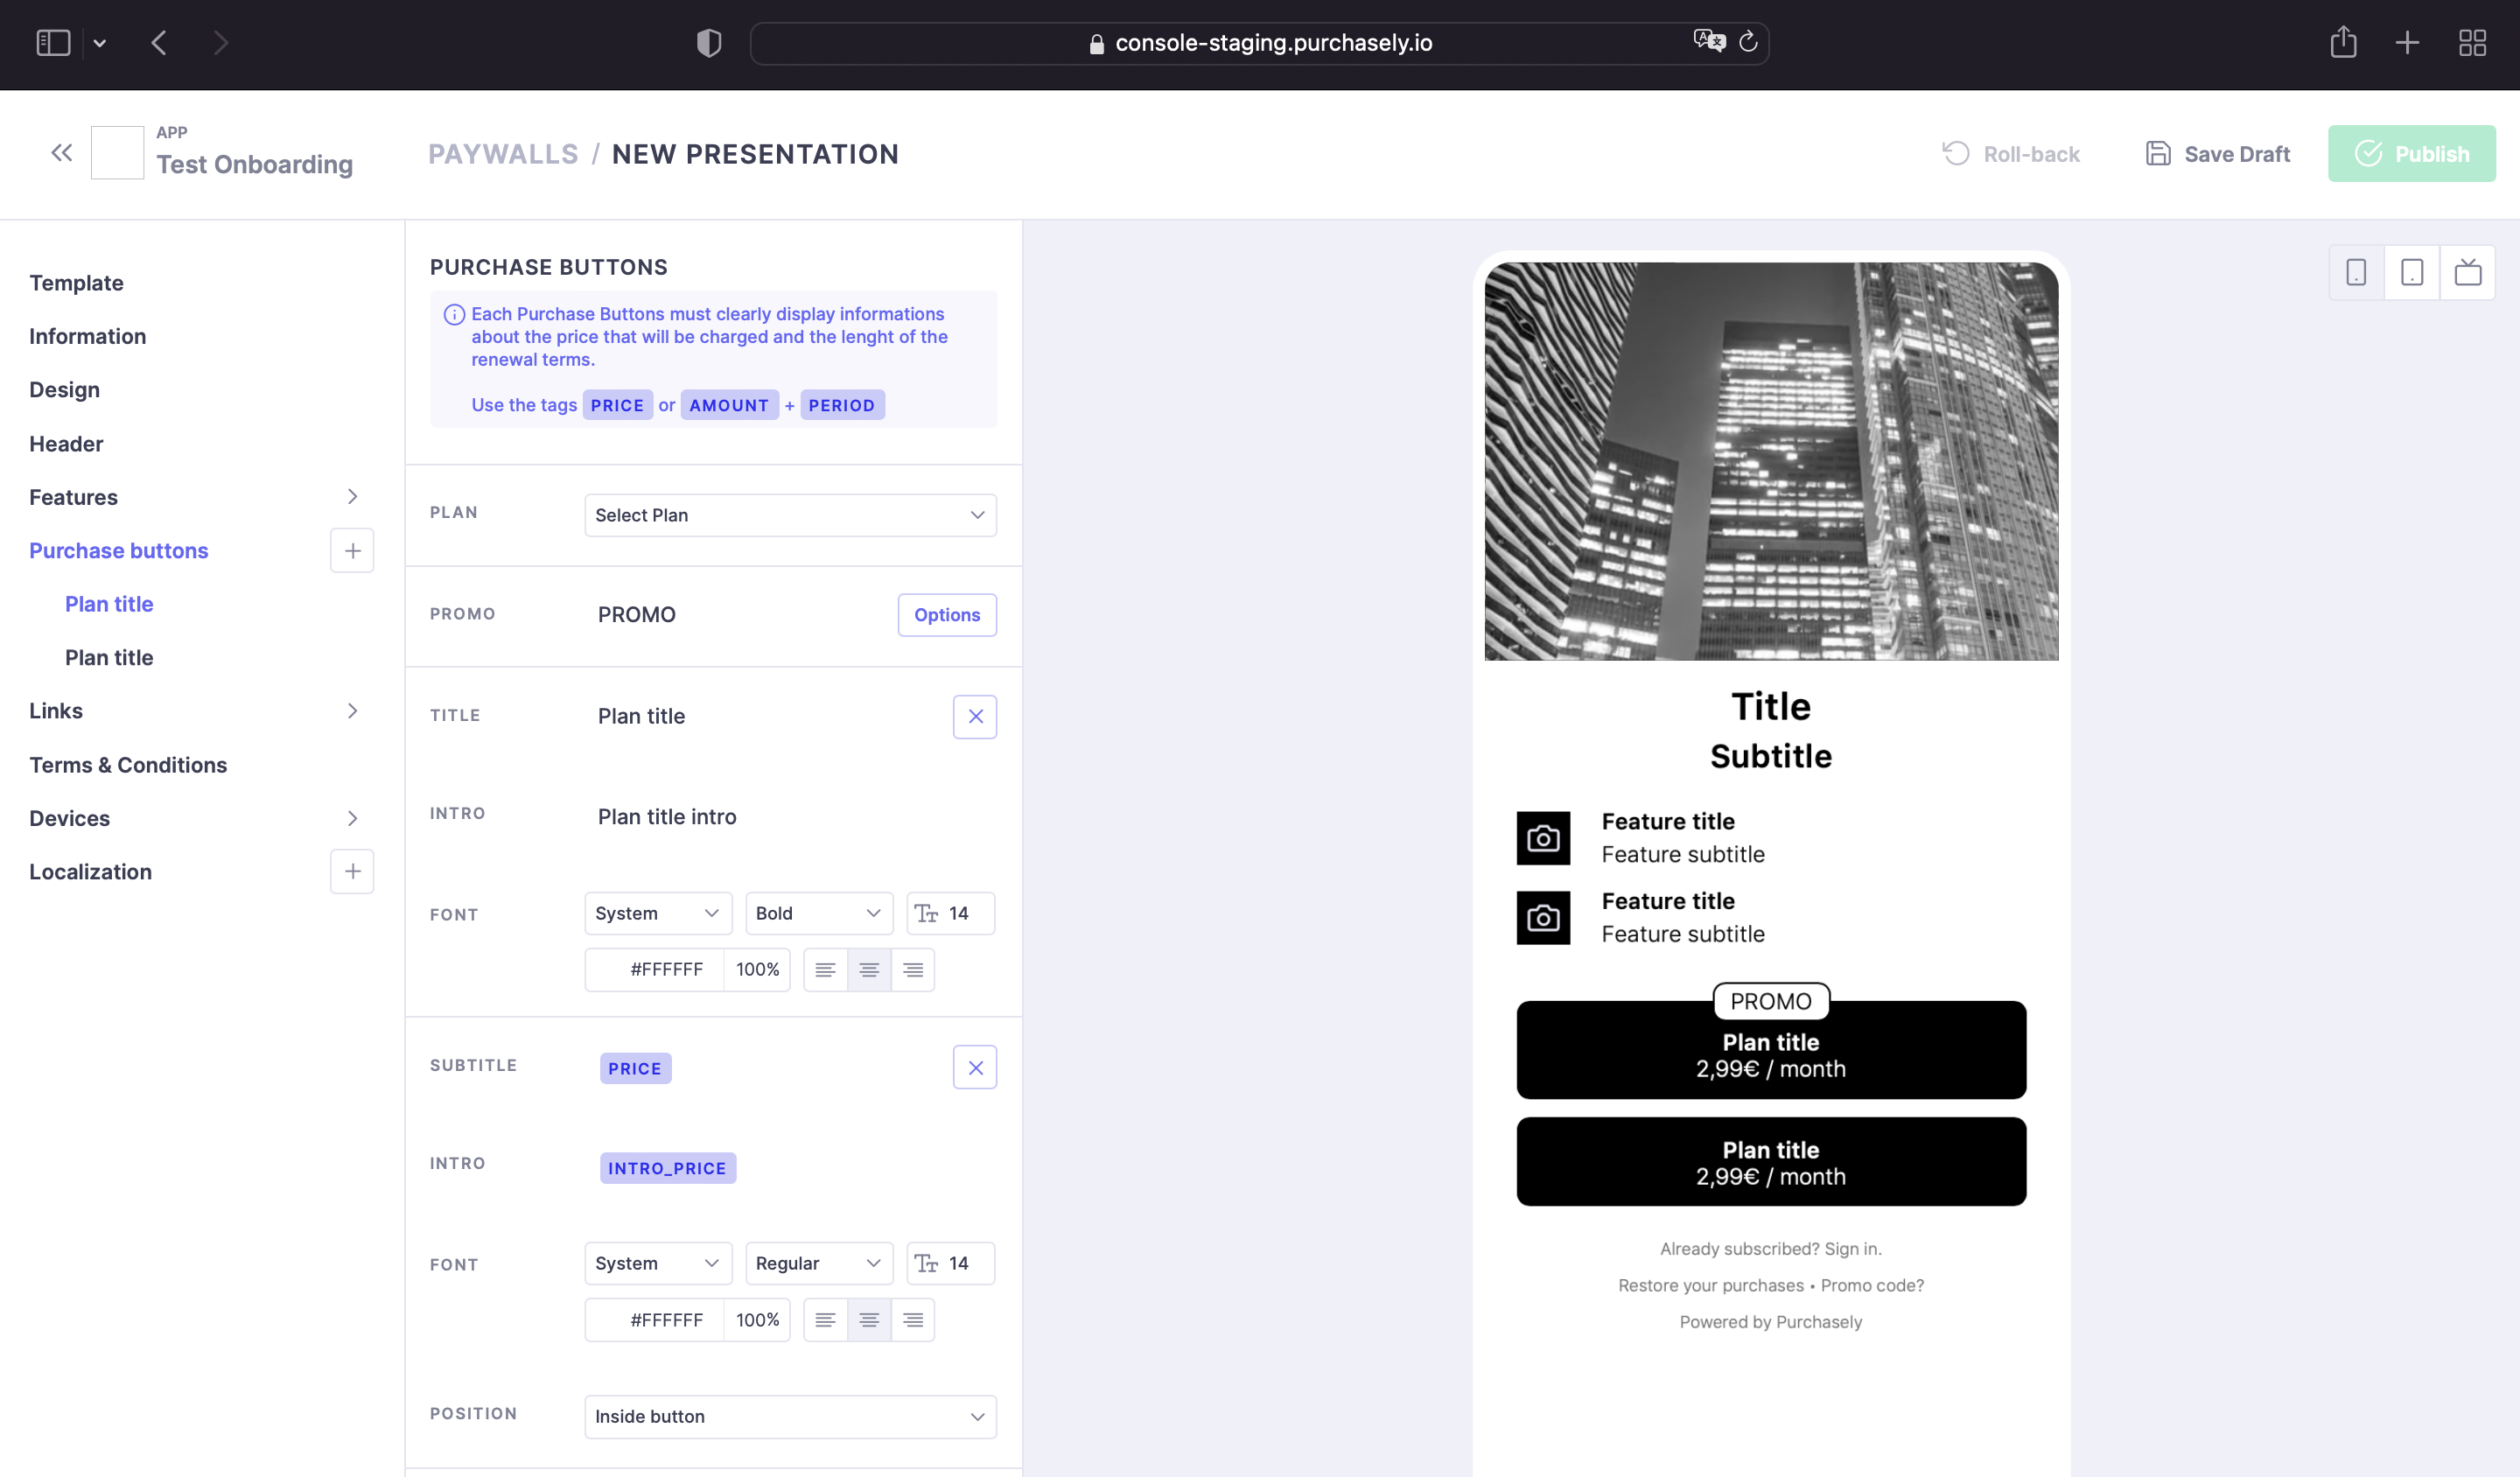 console-staging.purchasely.io
APP
Test Onboarding
PAYWALLS / NEW PRESENTATION
Roll-back
Save Draft
Publish
Template
Information
Design
Header
Features
Purchase buttons
Plan title
Plan title
Links
Terms & Conditions
Devices
Localization
PURCHASE BUTTONS
Each Purchase Buttons must clearly display informations
about the price that will be charged and the lenght of the
renewal terms.
Use the tags PRICE or AMOUNT + PERIOD
PLAN
Select Plan
PROMO
PROMO
Options
TITLE
Plan title
INTRO
Plan title intro
FONT
System
Bold
14
#FFFFFF
100%
SUBTITLE
PRICE
INTRO
INTRO_PRICE
FONT
System
Regular
14
#FFFFFF
100%
POSITION
Inside button
Title
Subtitle
Feature title
Feature subtitle
Feature title
Feature subtitle
PROMO
Plan title
2,99€ / month
Plan title
2,99€ / month
Already subscribed? Sign in.
Restore your purchases • Promo code?
Powered by Purchasely